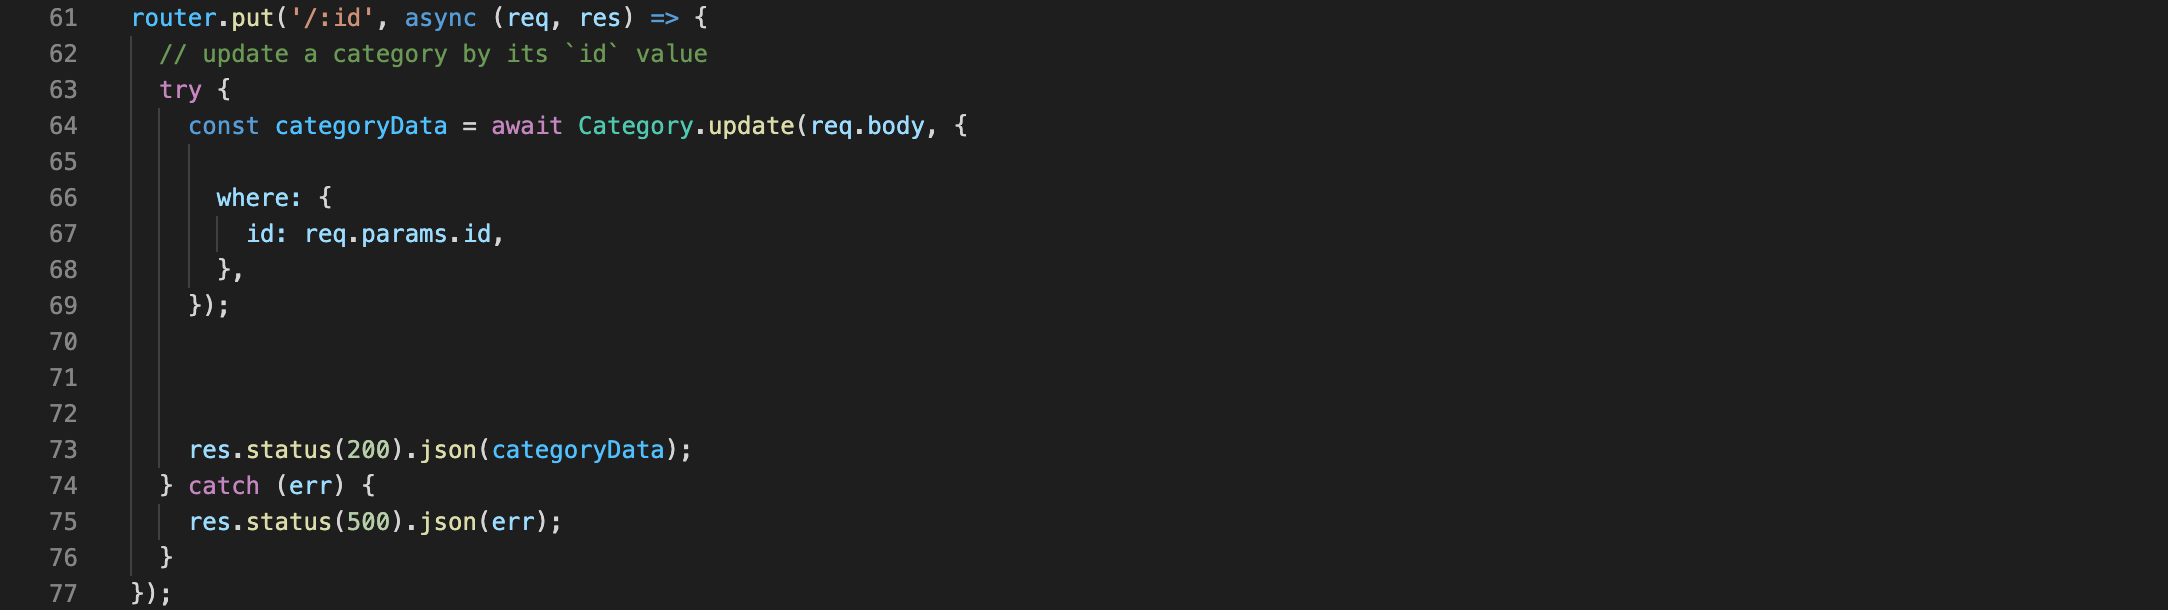 61 router.put('/:id', async (req, res) => {
62 // update a category by its `id` value
63 try {
64 const categoryData = await Category.update(req.body, {
65
66 where: {
67 id: req.params.id,
68 },
69 });
70
71
72
73 res.status(200).json(categoryData);
74 } catch (err) {
75 res.status(500).json(err);
76 }
77 });